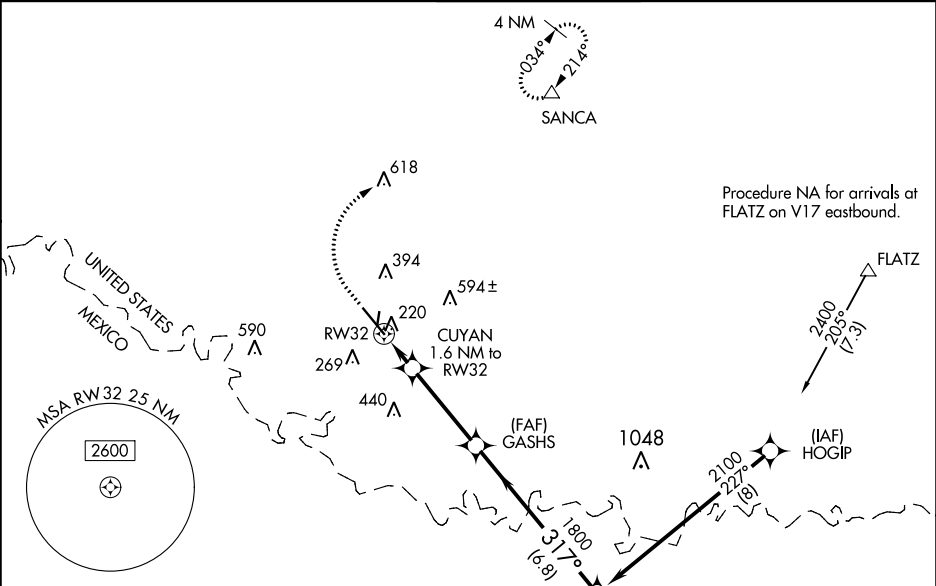 4 NM
034°
214°
SANCA
618
Procedure NA for arrivals at
FLATZ on V17 eastbound.
394
FLATZ
594±
UNITED STATES
MEXICO
2400
205°
(7.3)
220
590
RW32
CUYAN
1.6 NM to
RW32
269
440
MSA RW32 25 NM
2600
(FAF)
GASHS
1048
(IAF)
HOGIP
2100
227°
(8)
1800
317°
(6.8)